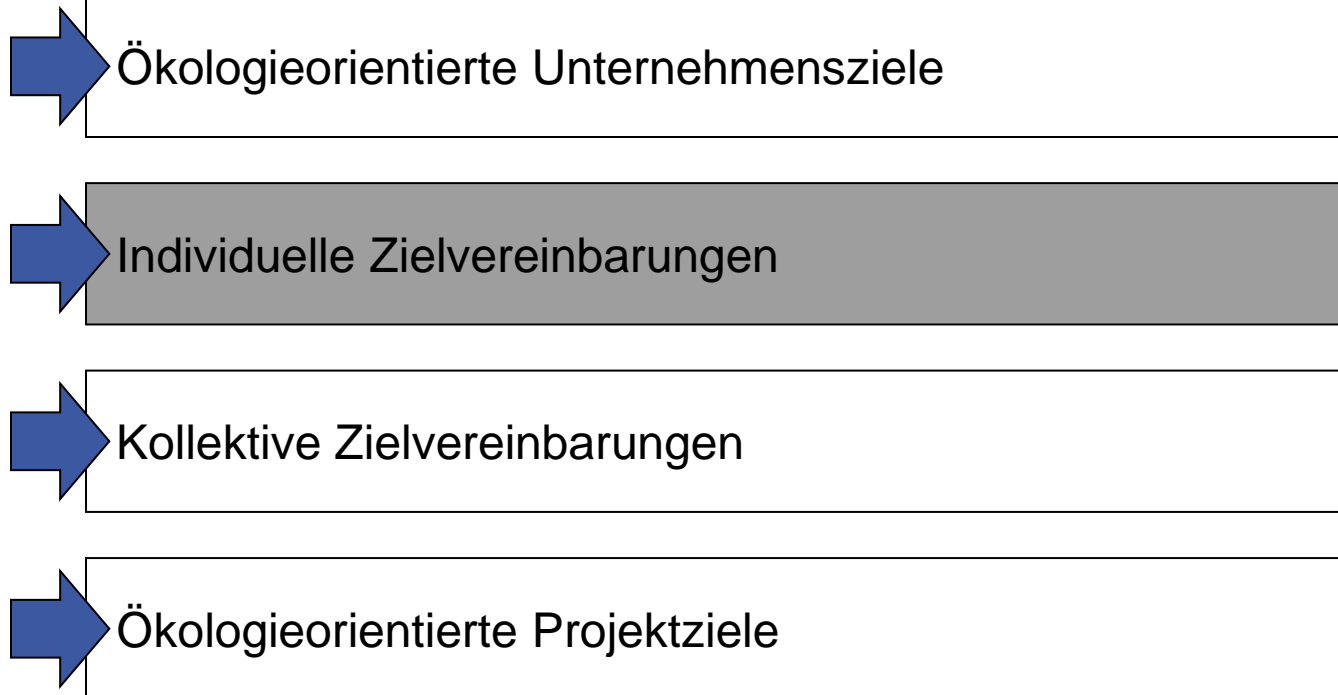 Ökologieorientierte Unternehmensziele
Individuelle Zielvereinbarungen
Kollektive Zielvereinbarungen
Ökologieorientierte Projektziele